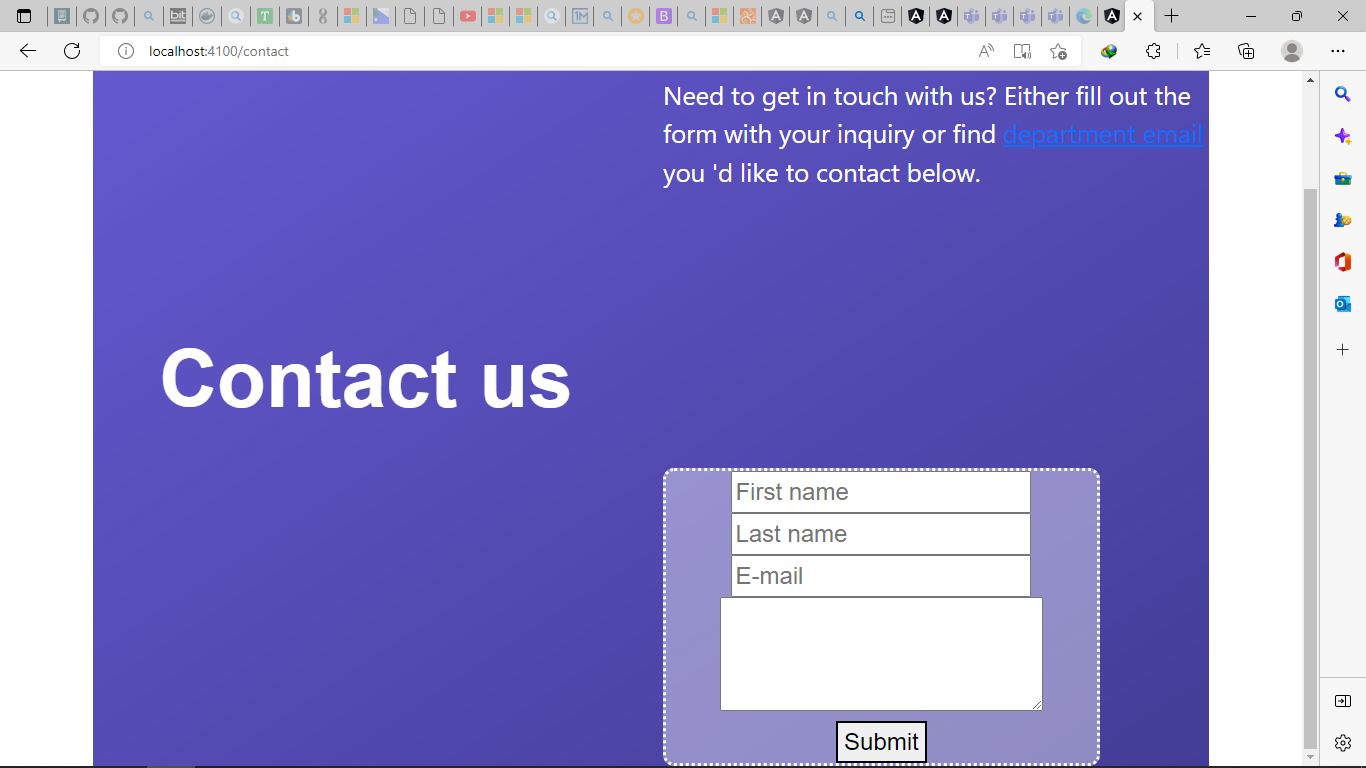 localhost:4100/contact
Need to get in touch with us? Either fill out the
form with your inquiry or find department email
you 'd like to contact below.
Contact us
First name
Last name
E-mail
Submit